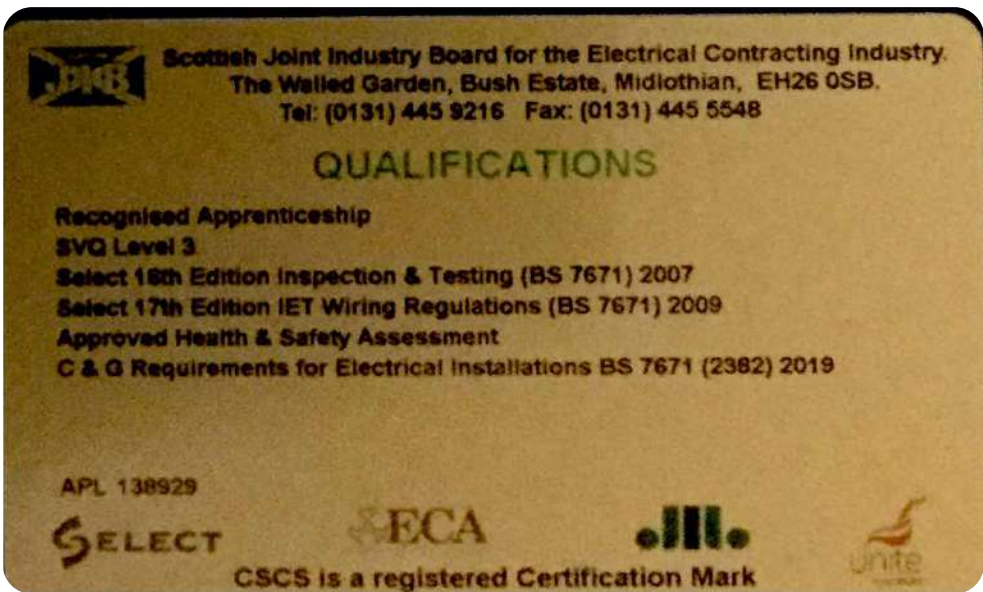 SJIB
Scottish Joint Industry Board for the Electrical Contracting Industry.
The Walled Garden, Bush Estate, Midlothian, EH26 0SB.
Tel: (0131) 445 9216 Fax: (0131) 445 5548
QUALIFICATIONS
Recognised Apprenticeship
SVQ Level 3
Select 16th Edition Inspection & Testing (BS 7671) 2007
Select 17th Edition IET Wiring Regulations (BS 7671) 2009
Approved Health & Safety Assessment
C & G Requirements for Electrical Installations BS 7671 (2382) 2019
APL 138929
SELECT
ECA
unite
CSCS is a registered Certification Mark